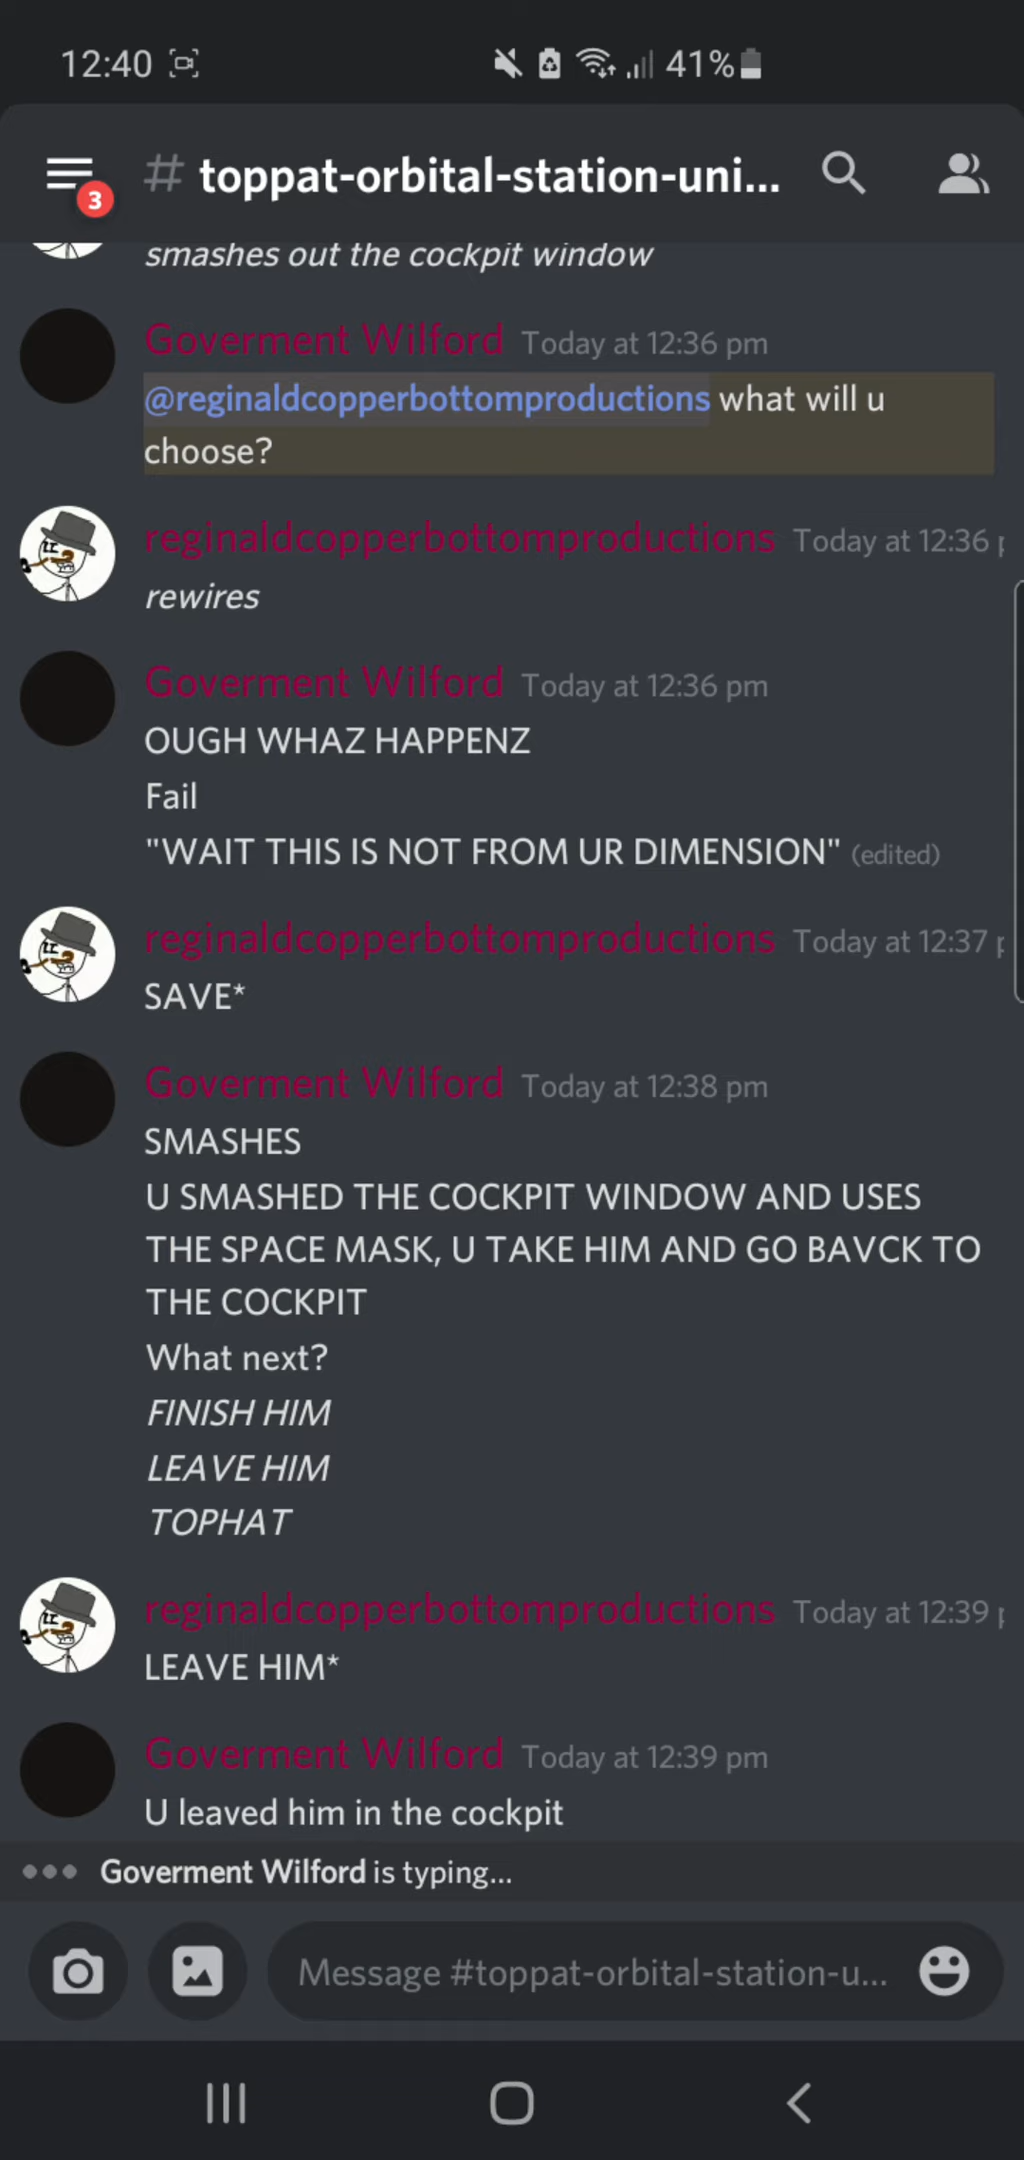 12:40 41%
3 # toppat-orbital-station-uni...
smashes out the cockpit window
Goverment Wilford Today at 12:36 pm
@reginaldcopperbottomproductions what will u
choose?
reginaldcopperbottomproductions Today at 12:36
rewires
Goverment Wilford Today at 12:36 pm
OUGH WHAZ HAPPENZ
Fail
"WAIT THIS IS NOT FROM UR DIMENSION" (edited)
reginaldcopperbottomproductions Today at 12:37
SAVE*
Goverment Wilford Today at 12:38 pm
SMASHES
U SMASHED THE COCKPIT WINDOW AND USES
THE SPACE MASK, U TAKE HIM AND GO BAVCK TO
THE COCKPIT
What next?
FINISH HIM
LEAVE HIM
TOPHAT
reginaldcopperbottomproductions Today at 12:39
LEAVE HIM*
Goverment Wilford Today at 12:39 pm
U leaved him in the cockpit
Goverment Wilford is typing...
Message #toppat-orbital-station-u...